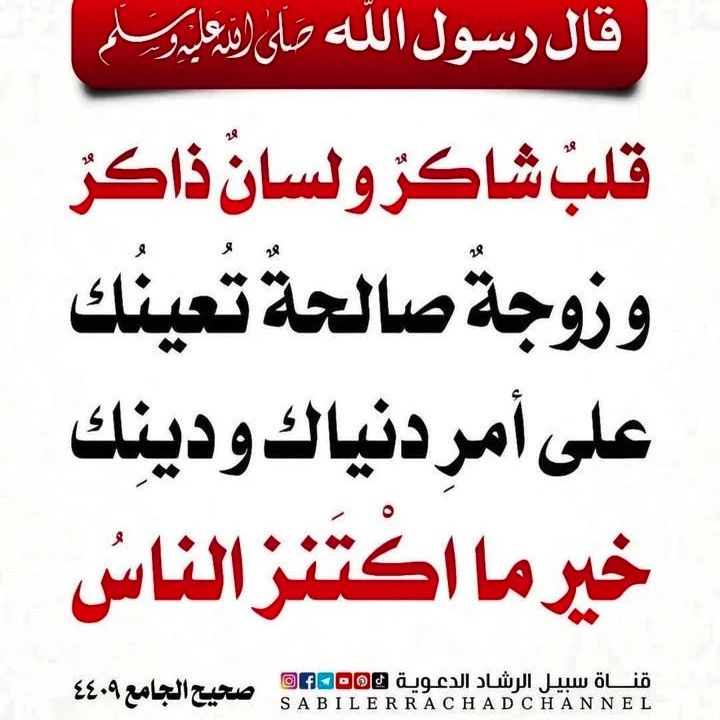 قال رسول الله صلى الله عليه وسلم
قلبٌ شاكرٌ ولسانٌ ذاكرٌ
وزوجةٌ صالحةٌ تُعينُك
على أمرِ دنياك ودينِك
خير ما اكْتَنز الناسُ
قناة سبيل الرشاد الدعوية
SABILERRACHADCHANNEL
صحيح الجامع ٤٤٠٩